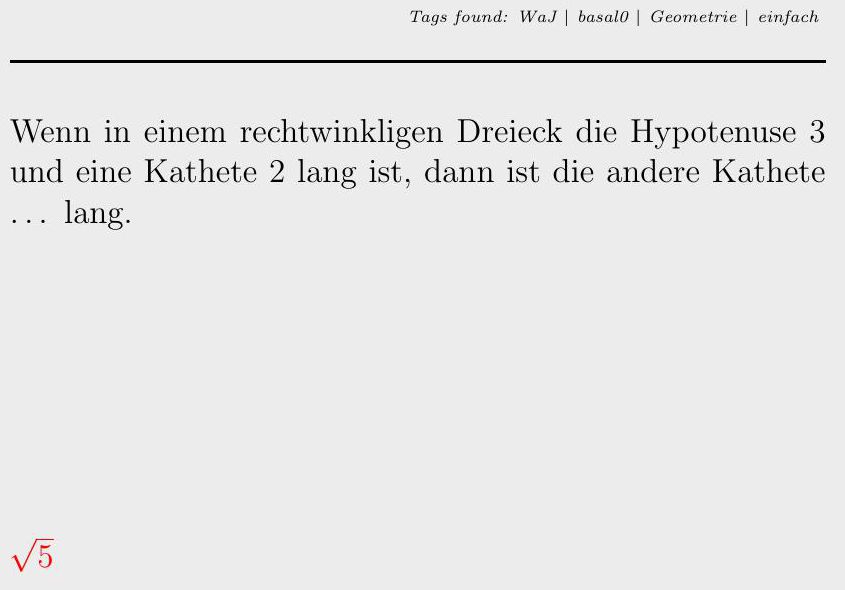 Tags found: WaJ | basal0 | Geometrie | einfach
Wenn in einem rechtwinkligen Dreieck die Hypotenuse 3
und eine Kathete 2 lang ist, dann ist die andere Kathete
... lang.
√5